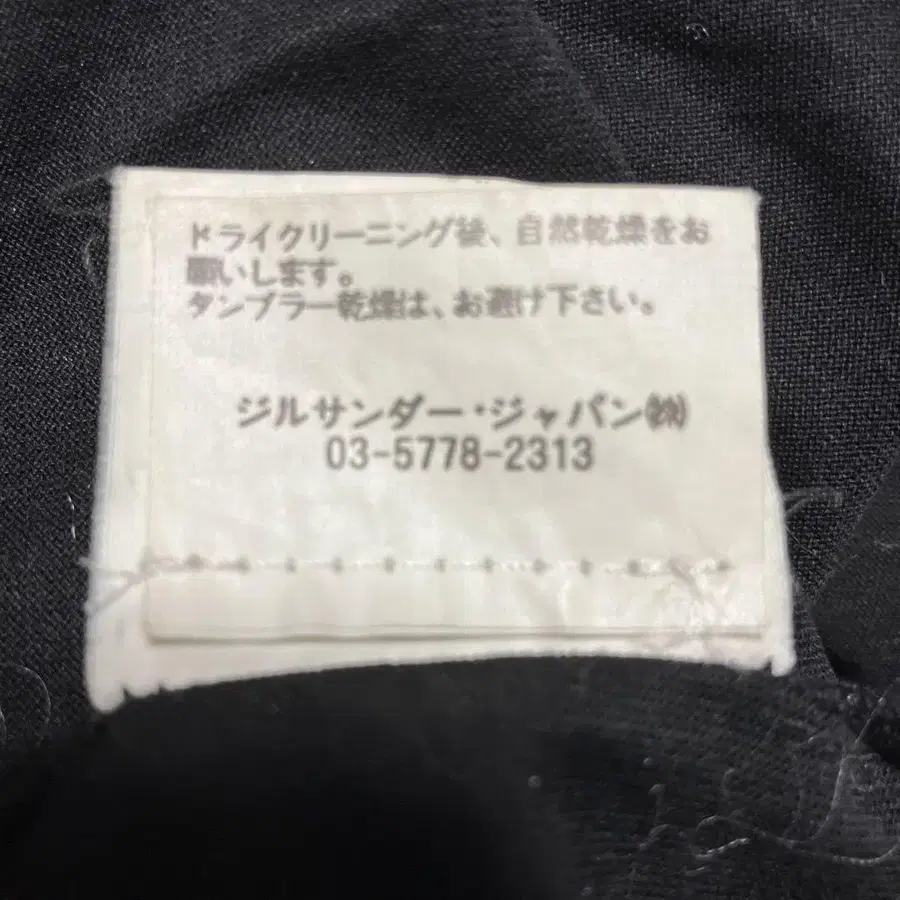 ドライクリーニング後、自然乾燥をお
願いします。
タンブラー乾燥は、お避け下さい。
ジルサンダー・ジャパン㈱
03-5778-2313